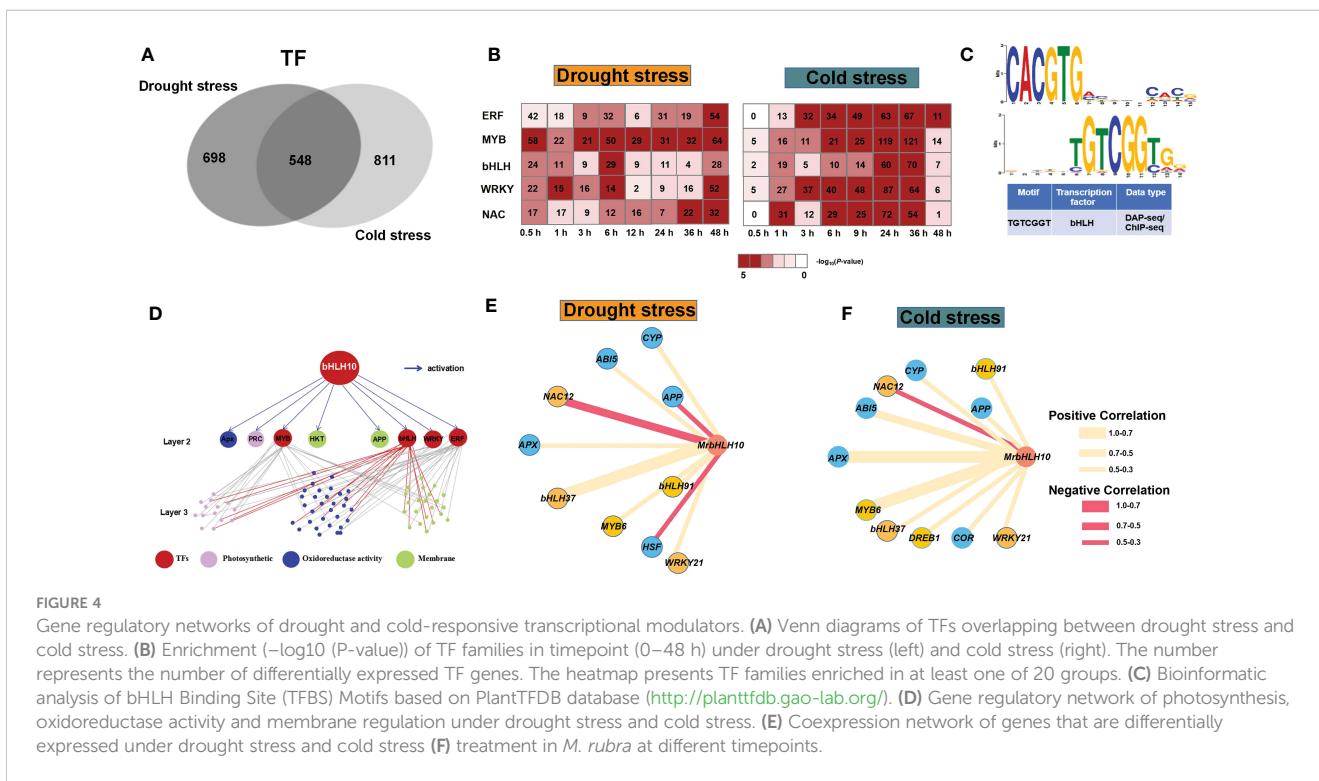 A
TF
Drought stress
698
548
811
Cold stress
B
Drought stress
Cold stress
ERF 42 18 9 32 6 31 19 54
0 13 32 34 49 63 67 11
MYB 58 22 21 50 29 31 32 64
5 16 11 21 25 119 121 14
bHLH 24 11 9 29 9 11 4 28
2 19 5 10 14 60 70 7
WRKY 22 15 16 14 2 9 16 52
5 27 37 40 48 87 64 6
NAC 17 17 9 12 16 7 22 32
0 31 12 29 25 72 54 1
0.5 h 1 h 3 h 6 h 12 h 24 h 36 h 48 h
0.5 h 1 h 3 h 6 h 9 h 24 h 36 h 48 h
-log10(P-value)
5 0
C
CACGTG
TGTCGGT
Motif Transcription factor Data type
TGTCGGT bHLH DAP-seq/ChIP-seq
D
bHLH10
activation
Layer 2
Apx PRC MYB HKT APP bHLH WRKY ERF
Layer 3
TFs Photosynthetic Oxidoreductase activity Membrane
E
Drought stress
CYP
ABI5
NAC12
APP
MrbHLH10
APX
bHLH37
bHLH91
MYB6
HSF
WRKY21
F
Cold stress
CYP
bHLH91
NAC12
ABI5
APP
MrbHLH10
APX
MYB6
bHLH37
DREB1
COR
WRKY21
Positive Correlation
1.0-0.7
0.7-0.5
0.5-0.3
Negative Correlation
1.0-0.7
0.7-0.5
0.5-0.3
FIGURE 4
Gene regulatory networks of drought and cold-responsive transcriptional modulators. (A) Venn diagrams of TFs overlapping between drought stress and
cold stress. (B) Enrichment (−log10 (P-value)) of TF families in timepoint (0–48 h) under drought stress (left) and cold stress (right). The number
represents the number of differentially expressed TF genes. The heatmap presents TF families enriched in at least one of 20 groups. (C) Bioinformatic
analysis of bHLH Binding Site (TFBS) Motifs based on PlantTFDB database (http://planttfdb.gao-lab.org/). (D) Gene regulatory network of photosynthesis,
oxidoreductase activity and membrane regulation under drought stress and cold stress. (E) Coexpression network of genes that are differentially
expressed under drought stress and cold stress (F) treatment in M. rubra at different timepoints.